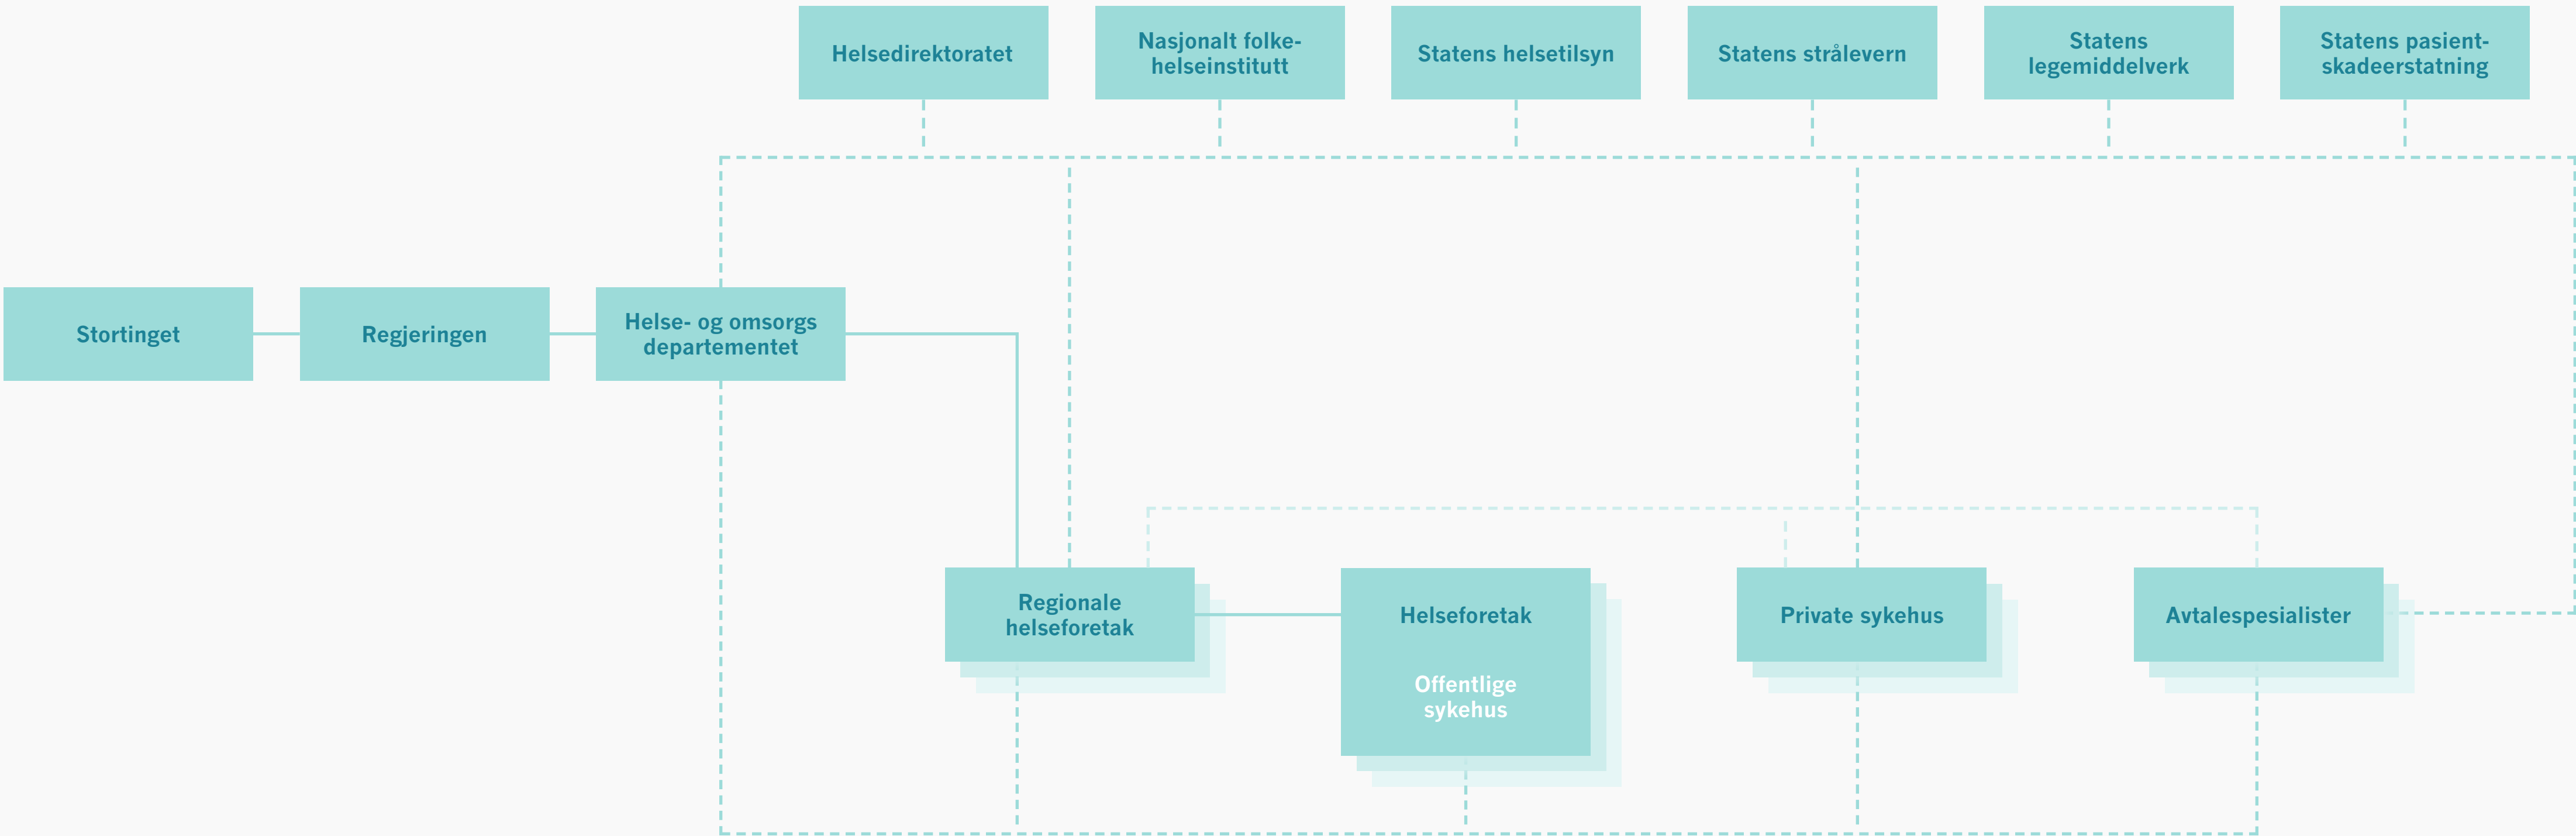 Helsedirektoratet
Nasjonalt folke-
helseinstitutt
Statens helsetilsyn
Statens strålevern
Statens
legemiddelverk
Statens pasient-
skadeerstatning
Stortinget
Regjeringen
Helse- og omsorgs
departementet
Regionale
helseforetak
Helseforetak
Offentlige
sykehus
Private sykehus
Avtalespesialister